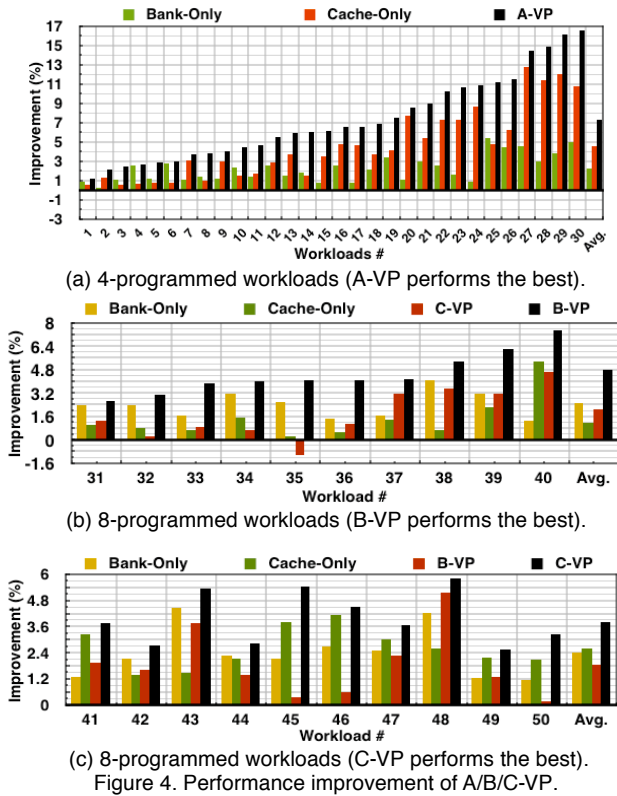 Bank-Only Cache-Only A-VP
Improvement (%)
17
15
13
11
9
7
5
3
1
-1
-3
1 2 3 4 5 6 7 8 9 10 11 12 13 14 15 16 17 18 19 20 21 22 23 24 25 26 27 28 29 30 Avg.
Workloads #
(a) 4-programmed workloads (A-VP performs the best).
Bank-Only Cache-Only C-VP B-VP
Improvement (%)
8
6.4
4.8
3.2
1.6
0
-1.6
31 32 33 34 35 36 37 38 39 40 Avg.
Workload #
(b) 8-programmed workloads (B-VP performs the best).
Bank-Only Cache-Only B-VP C-VP
Improvement (%)
6
4.8
3.6
2.4
1.2
0
41 42 43 44 45 46 47 48 49 50 Avg.
Workload #
(c) 8-programmed workloads (C-VP performs the best).
Figure 4. Performance improvement of A/B/C-VP.